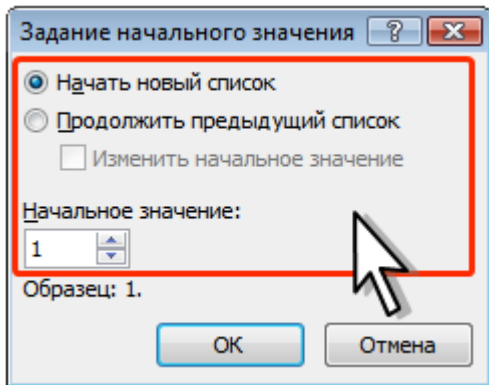 Задание начального значения ?
Начать новый список
Продолжить предыдущий список
Изменить начальное значение
Начальное значение:
1
Образец: 1.
ОК Отмена